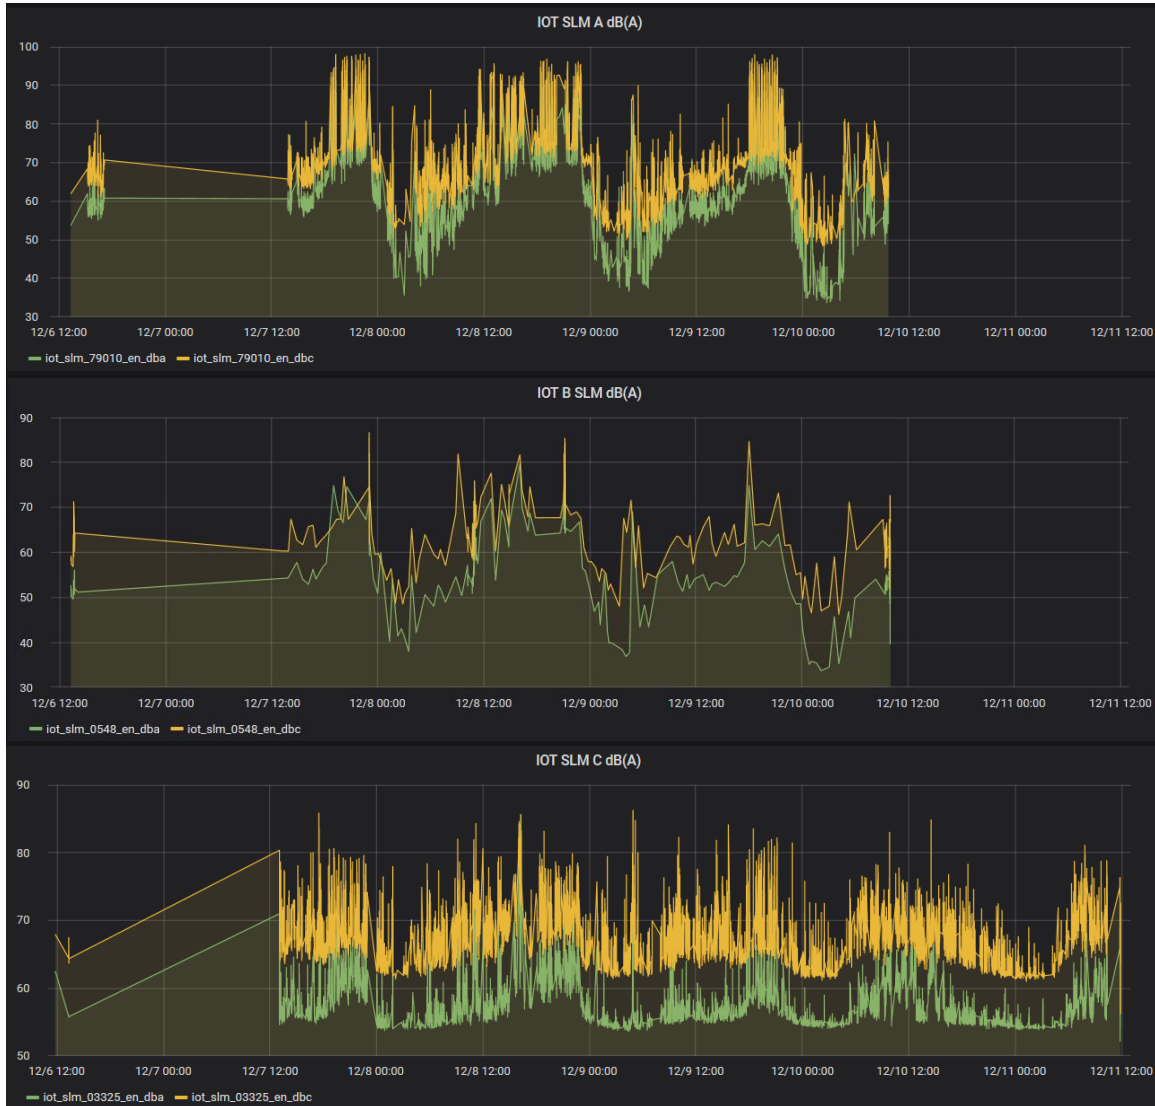 IOT SLM A dB(A)
100
90
80
70
60
50
40
30
12/6 12:00 12/7 00:00 12/7 12:00 12/8 00:00 12/8 12:00 12/9 00:00 12/9 12:00 12/10 00:00 12/10 12:00 12/11 00:00 12/11 12:00
iot_slm_79010_en_dba iot_slm_79010_en_dbc
IOT B SLM dB(A)
90
80
70
60
50
40
30
12/6 12:00 12/7 00:00 12/7 12:00 12/8 00:00 12/8 12:00 12/9 00:00 12/9 12:00 12/10 00:00 12/10 12:00 12/11 00:00 12/11 12:00
iot_slm_0548_en_dba iot_slm_0548_en_dbc
IOT SLM C dB(A)
90
80
70
60
50
12/6 12:00 12/7 00:00 12/7 12:00 12/8 00:00 12/8 12:00 12/9 00:00 12/9 12:00 12/10 00:00 12/10 12:00 12/11 00:00 12/11 12:00
iot_slm_03325_en_dba iot_slm_03325_en_dbc